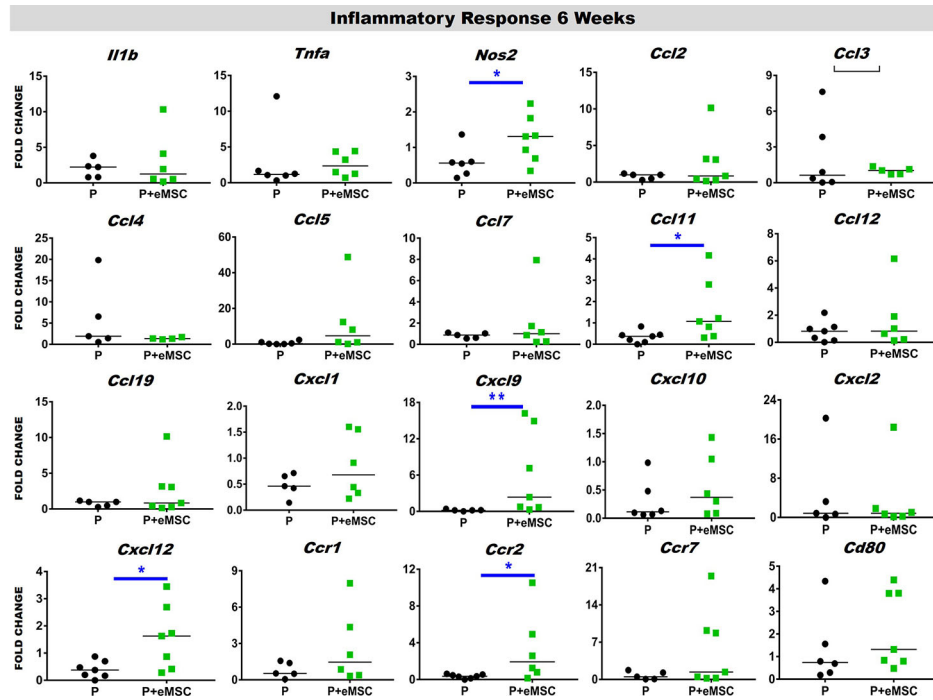 Inflammatory Response 6 Weeks
Il1b Tnfa Nos2 Ccl2 Ccl3
FOLD CHANGE
15 15 3 15 9
10 10 2 10 6
5 5 1 5 3
0 0 0 0 0
*
P P+eMSC P P+eMSC P P+eMSC P P+eMSC P P+eMSC
Ccl4 Ccl5 Ccl7 Ccl11 Ccl12
FOLD CHANGE
25 60 10 5 8
20 40 8 4 6
15 20 6 3 4
10 0 4 2 2
5 2 1 0
0 0 0
*
P P+eMSC P P+eMSC P P+eMSC P P+eMSC P P+eMSC
Ccl19 Cxcl1 Cxcl9 Cxcl10 Cxcl2
FOLD CHANGE
15 2.0 18 2.0 24
10 1.5 12 1.5 16
5 1.0 6 1.0 8
0 0.5 0 0.5 0
0.0 0.0
**
P P+eMSC P P+eMSC P P+eMSC P P+eMSC P P+eMSC
Cxcl12 Ccr1 Ccr2 Ccr7 Cd80
FOLD CHANGE
4 9 12 21 5
3 6 9 14 4
2 3 6 7 3
1 0 3 0 2
0 0 1
0
* *
P P+eMSC P P+eMSC P P+eMSC P P+eMSC P P+eMSC